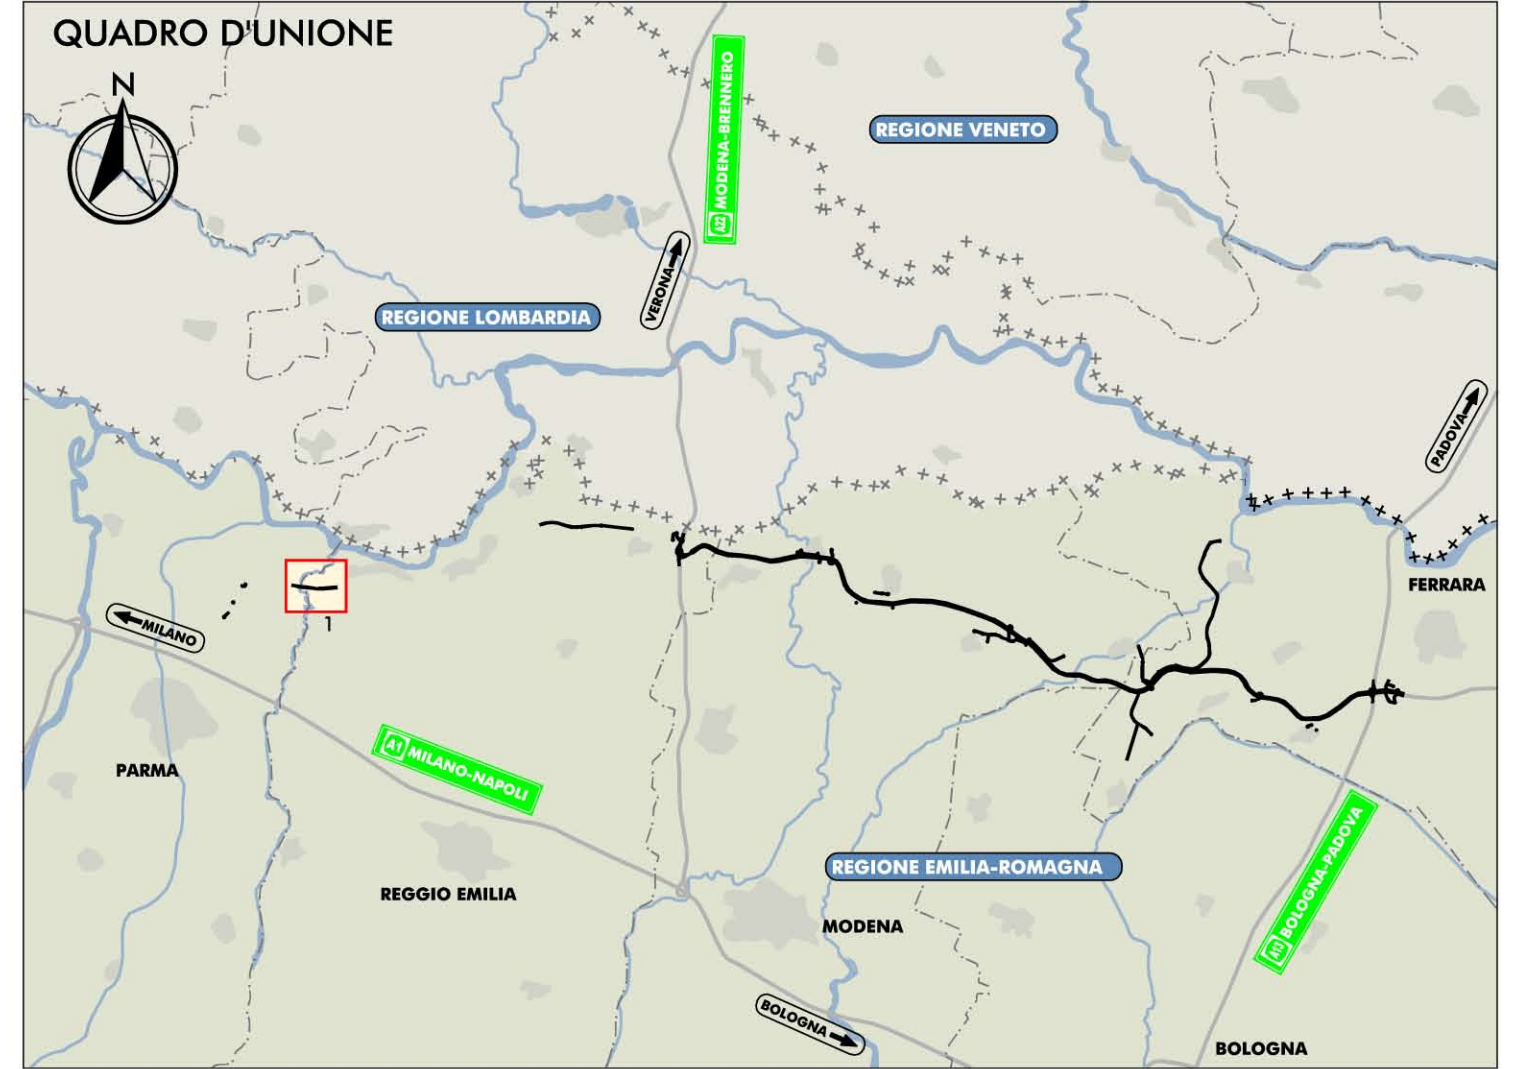 QUADRO D'UNIONE
N
A22 MODENA-BRENNERO
REGIONE VENETO
VERONA
REGIONE LOMBARDIA
PADOVA
FERRARA
MILANO
1
PARMA
A1 MILANO-NAPOLI
REGIONE EMILIA-ROMAGNA
A13 BOLOGNA-PADOVA
REGGIO EMILIA
MODENA
BOLOGNA
BOLOGNA